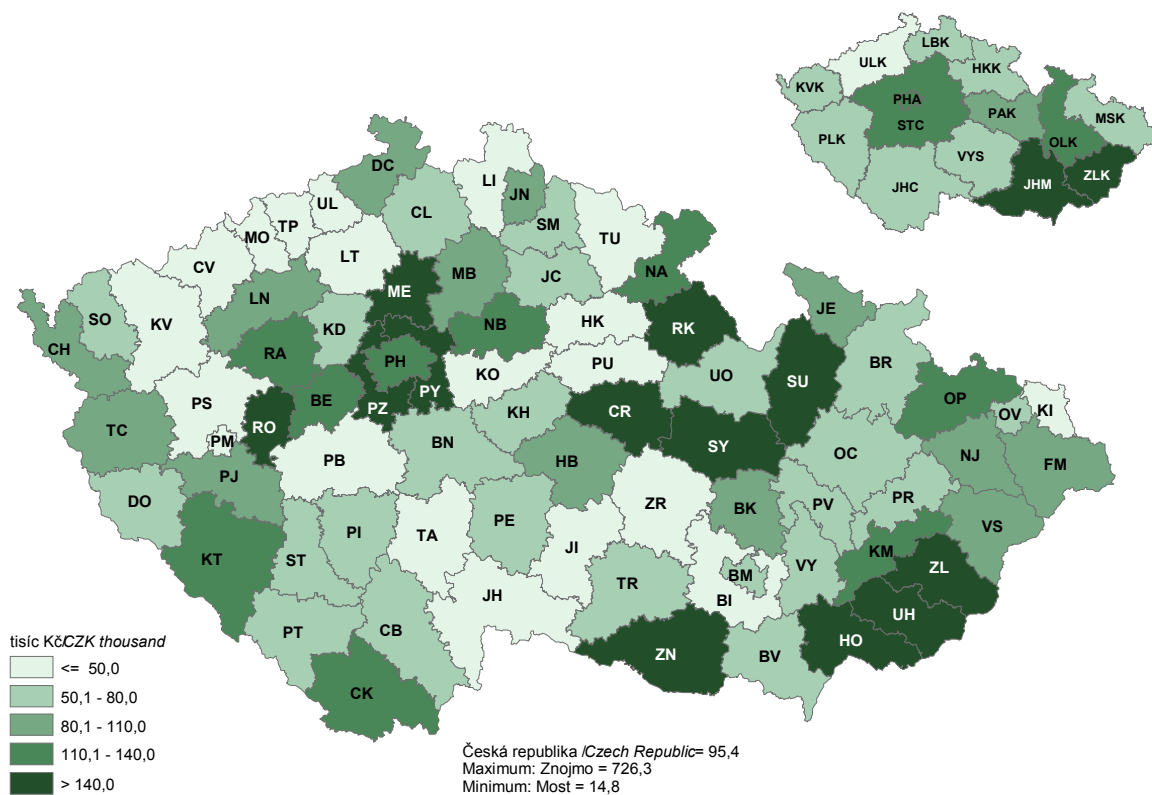 LBK
ULK
HKK
KVK
PHA
STC
PAK
MSK
PLK
OLK
VYS
ZLK
JHC
JHM
DC
LI
JN
UL
TP
CL
SM
MO
TU
CV
LT
JC
MB
NA
ME
LN
SO
KV
KD
NB
HK
RK
JE
CH
RA
PH
BR
PU
KO
UO
SU
PY
OP
KI
PS
BE
PZ
OV
RO
CR
KH
SY
TC
PM
BN
OC
NJ
FM
PB
HB
PJ
DO
ZR
BK
PV
PR
VS
PI
TA
PE
KT
ST
JI
KM
VY
ZL
BM
TR
BI
JH
UH
PT
CB
HO
ZN
BV
CK
tisíc Kč/CZK thousand
<= 50,0
50,1 - 80,0
80,1 - 110,0
110,1 - 140,0
> 140,0
Česká republika /Czech Republic= 95,4
Maximum: Znojmo = 726,3
Minimum: Most = 14,8